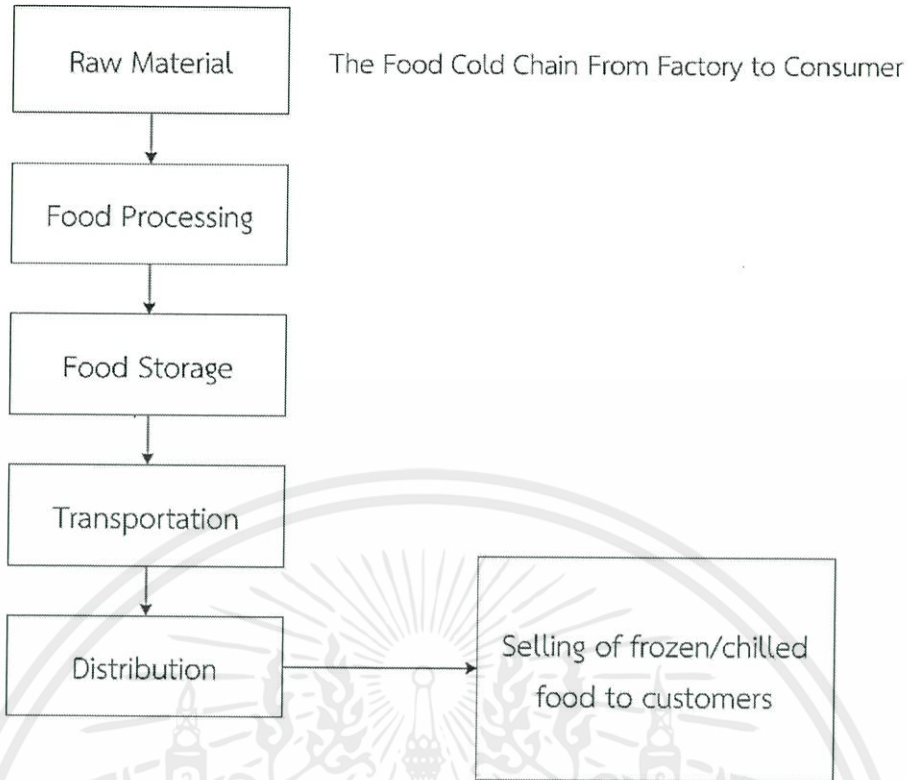 Raw Material
The Food Cold Chain From Factory to Consumer
Food Processing
Food Storage
Transportation
Distribution
Selling of frozen/chilled
food to customers